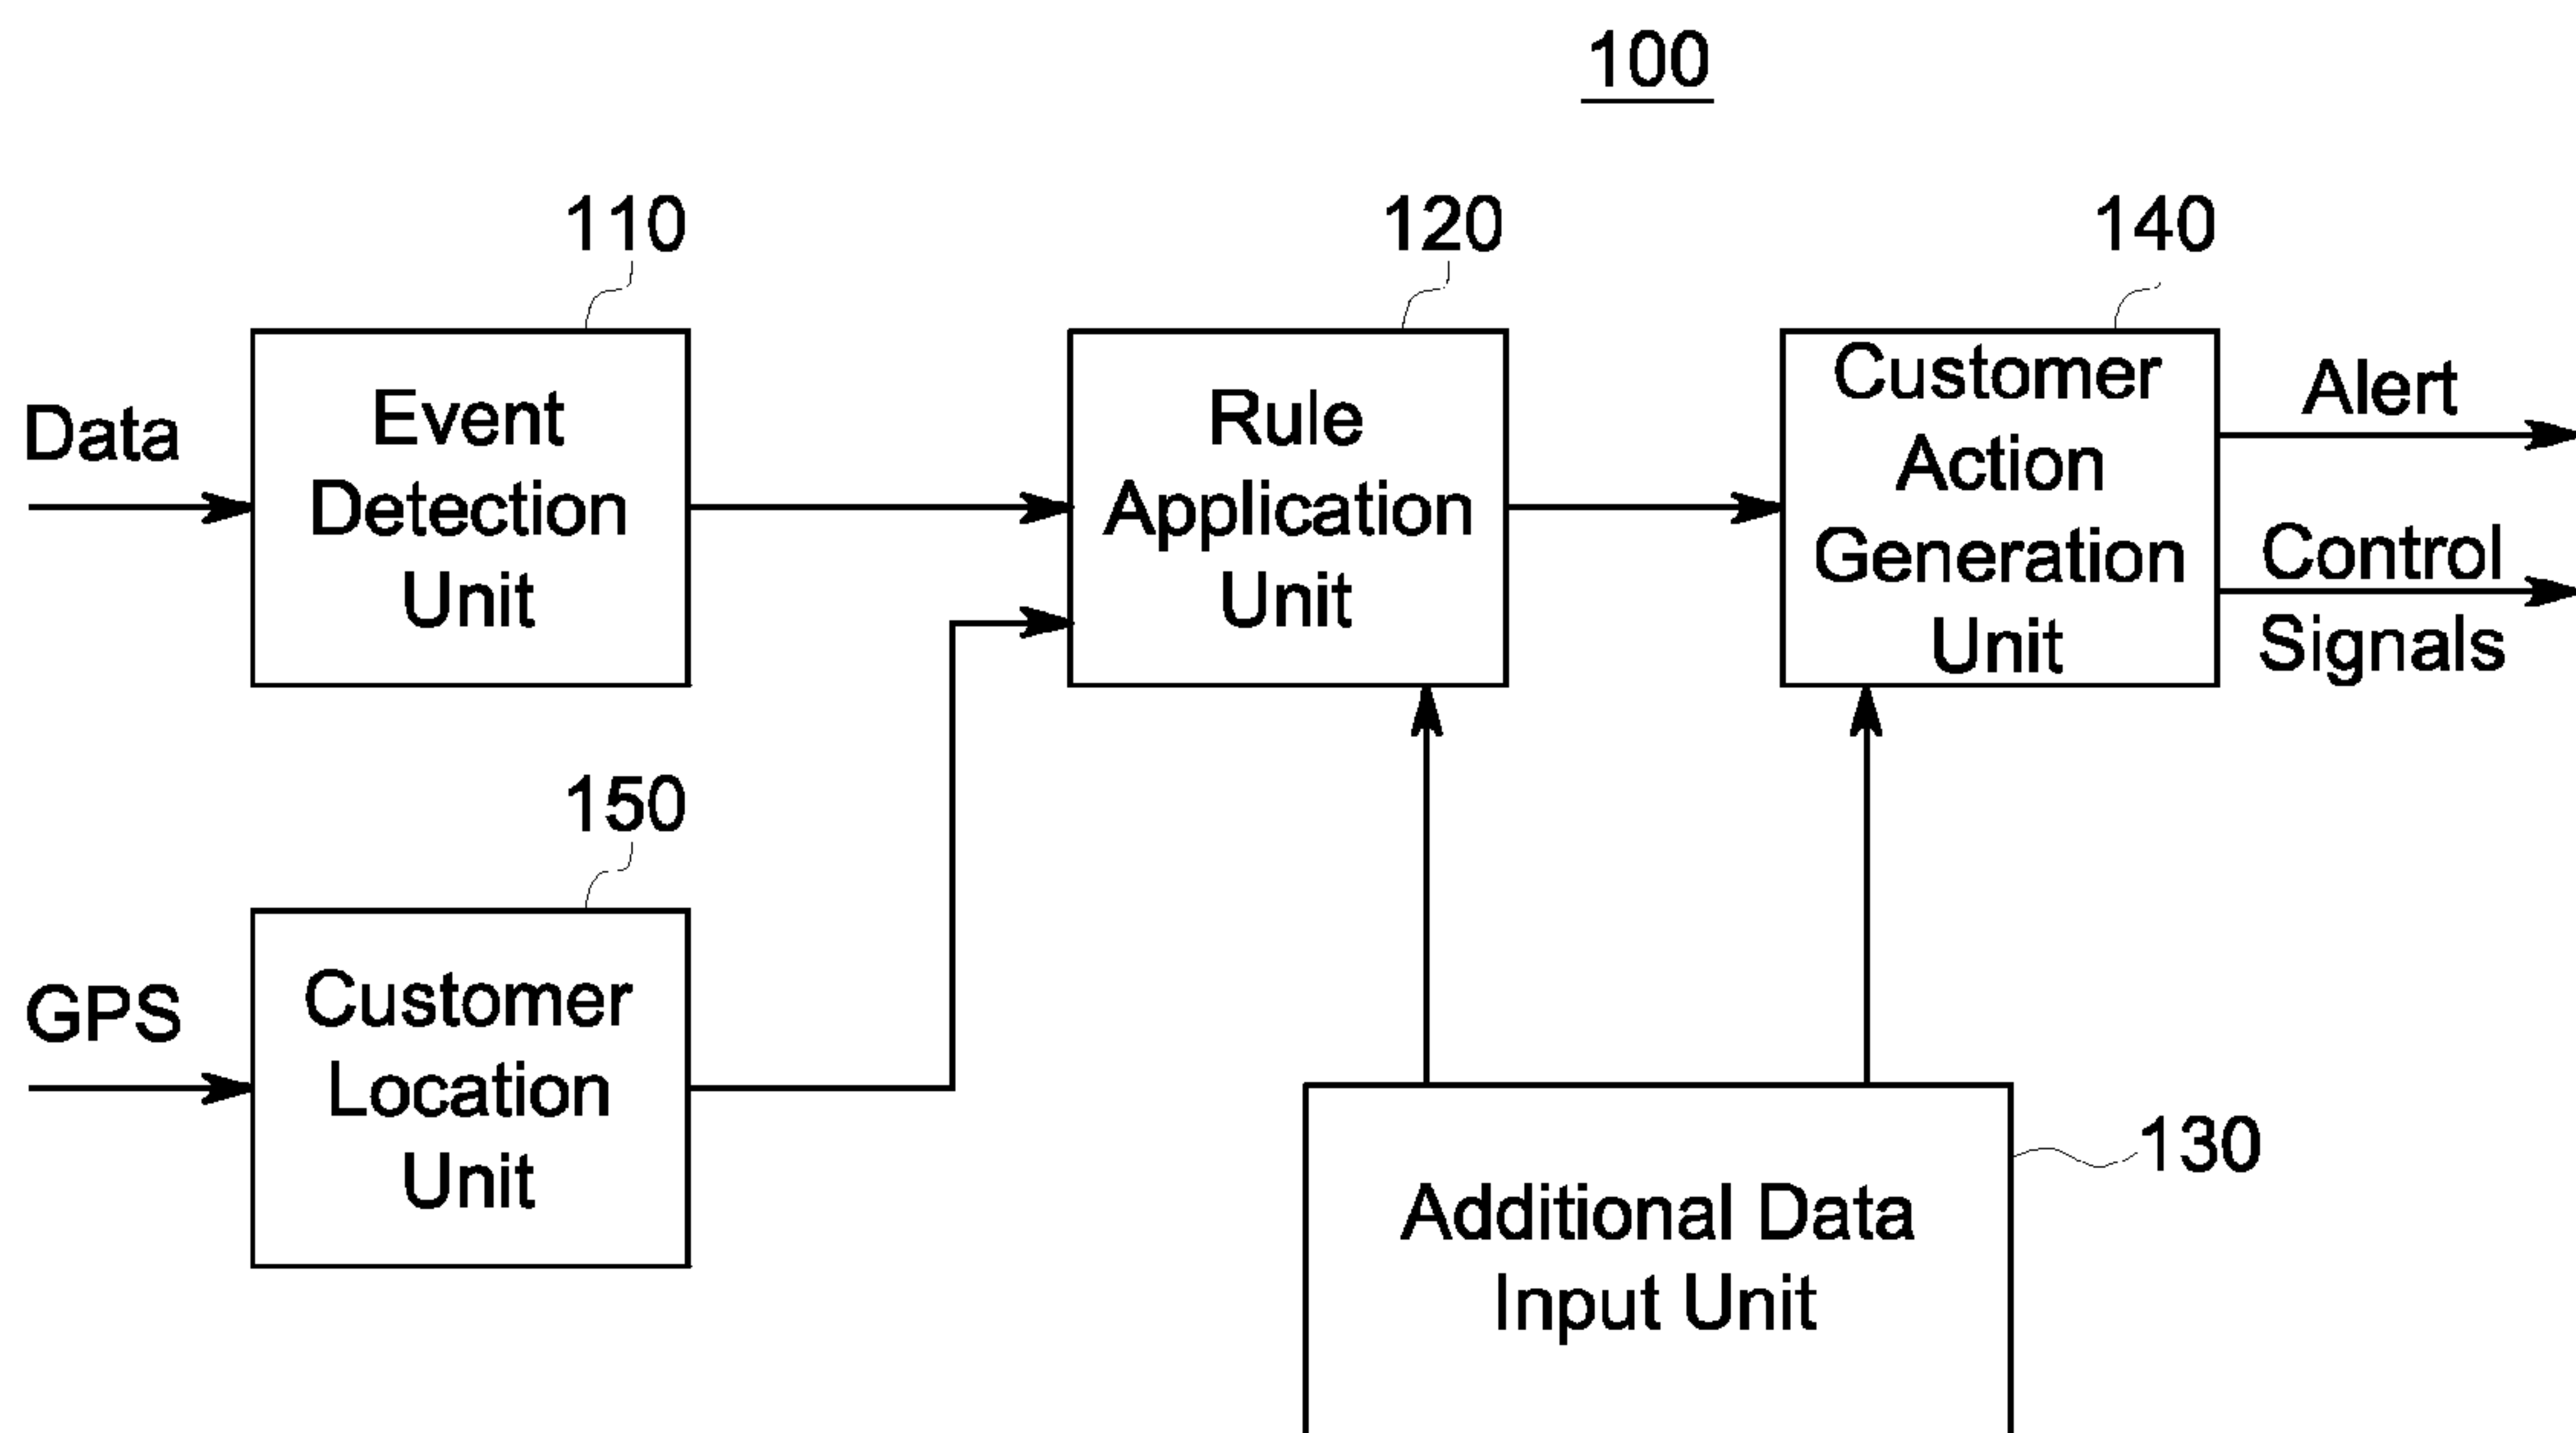 100
110
120
140
Data
Event
Detection
Unit
Rule
Application
Unit
Customer
Action
Generation
Unit
Alert
Control
Signals
150
GPS
Customer
Location
Unit
130
Additional Data
Input Unit